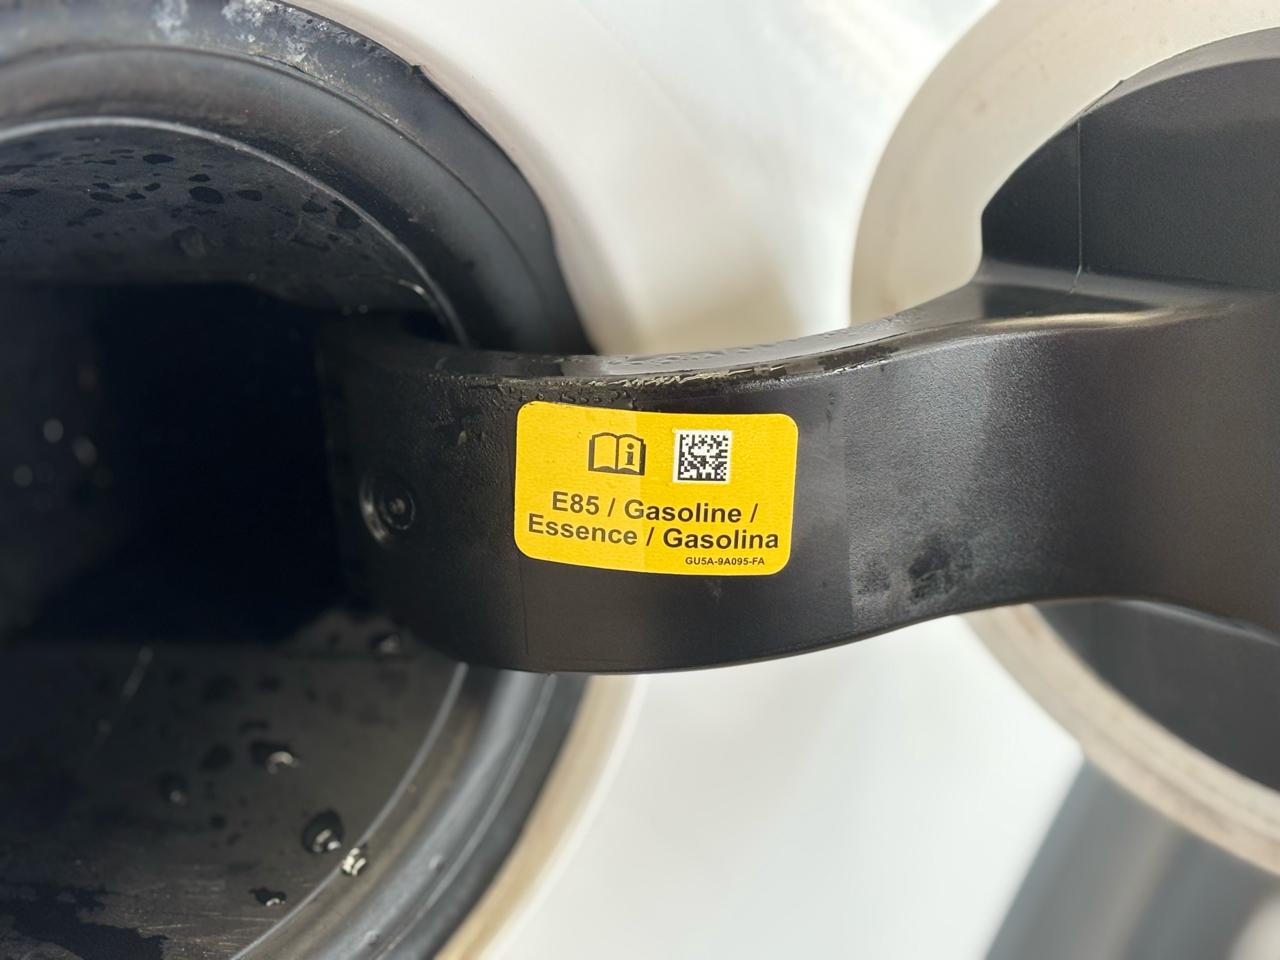 E85 / Gasoline /
Essence / Gasolina
GU5A-9A095-FA